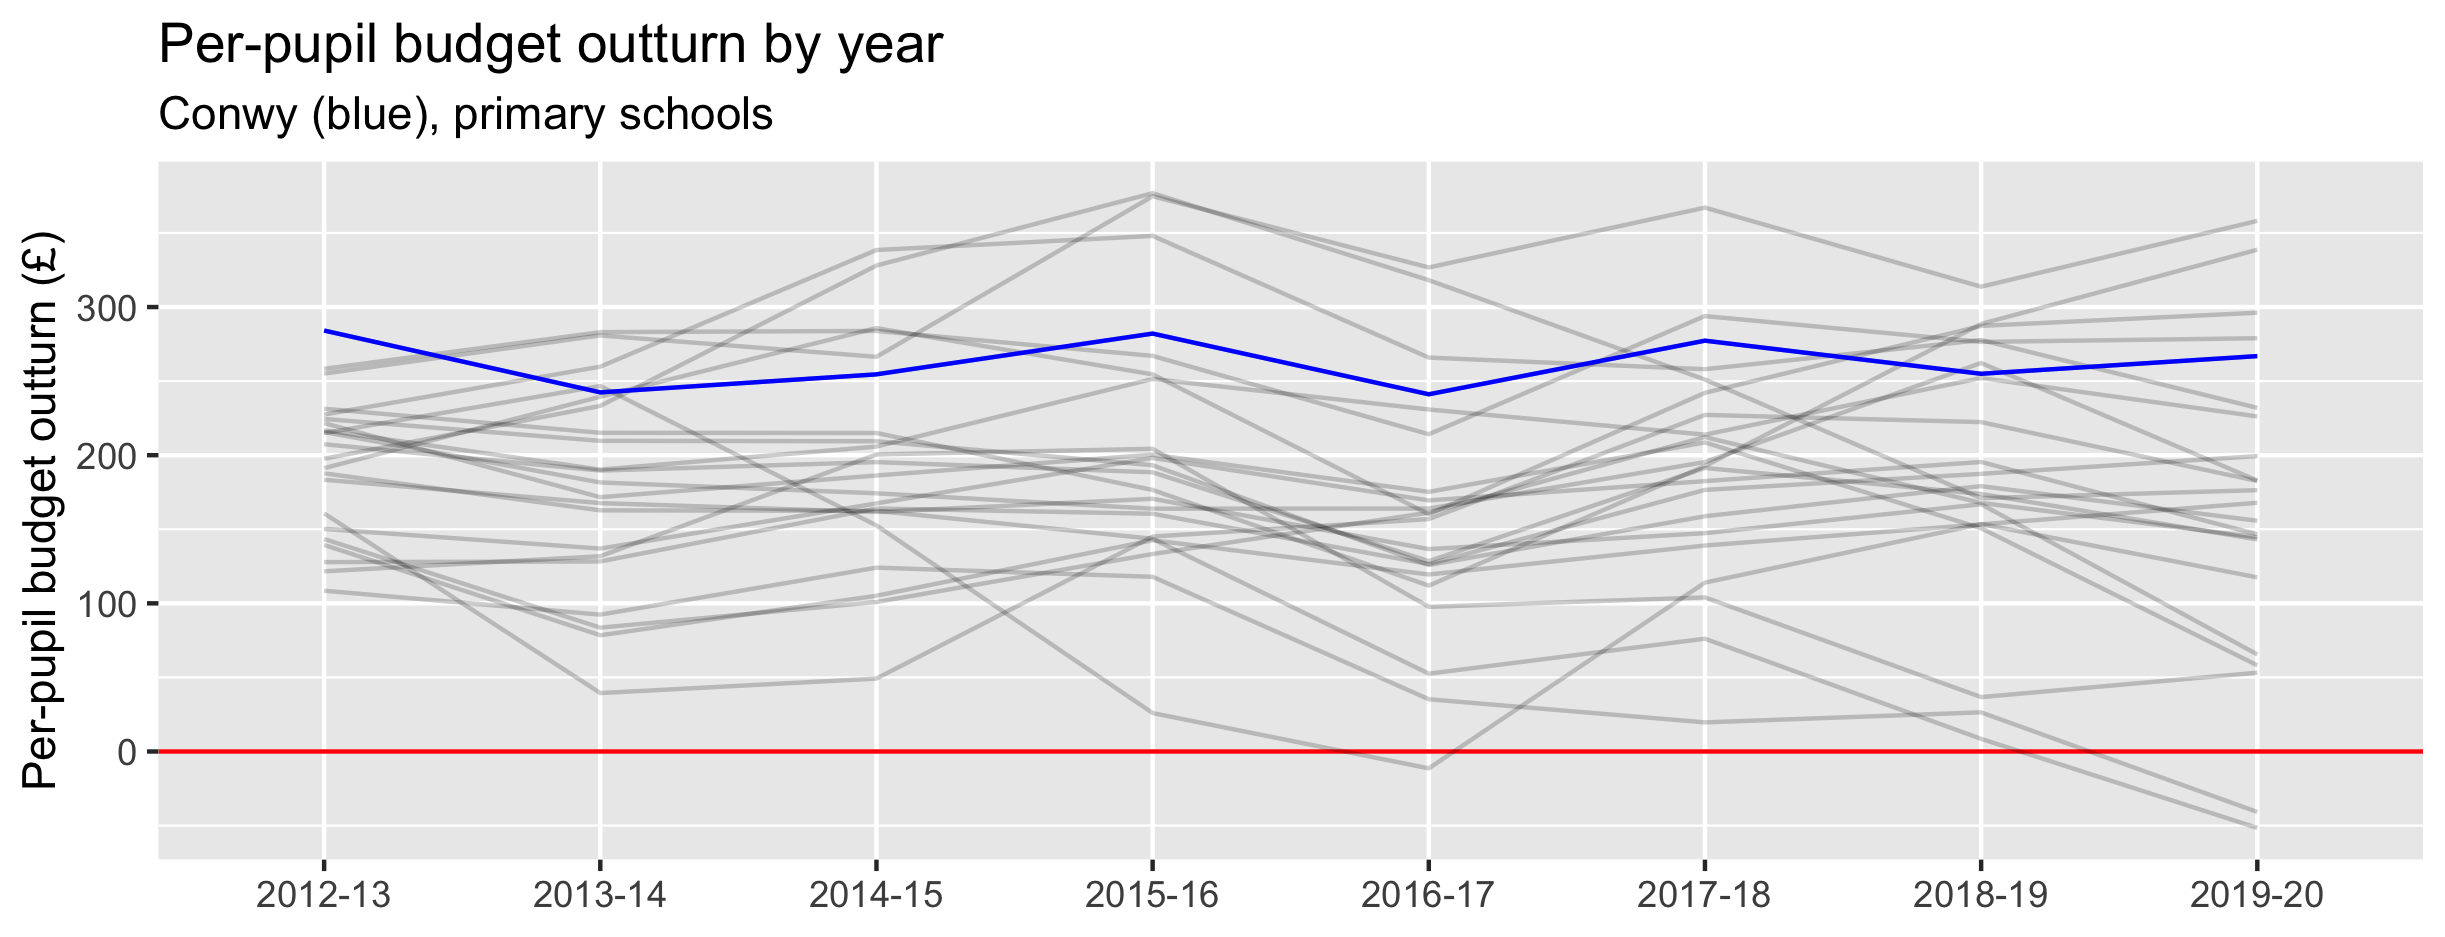 Per-pupil budget outturn by year
Conwy (blue), primary schools
Per-pupil budget outturn (£)
300
200
100
0
2012-13 2013-14 2014-15 2015-16 2016-17 2017-18 2018-19 2019-20